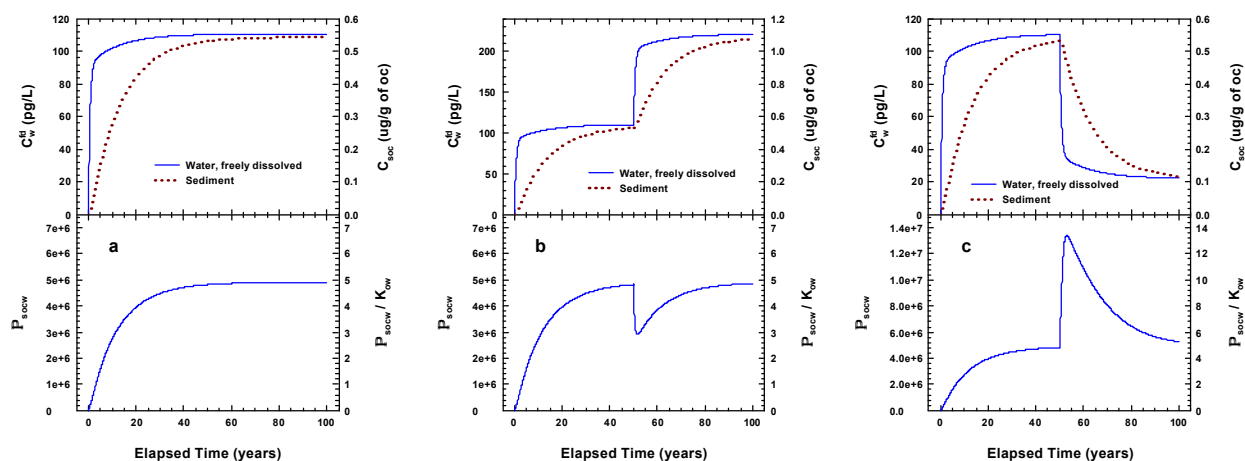 120
100
80
60
40
20
0
C_w^fd (pg/L)
0.6
0.5
0.4
0.3
0.2
0.1
0.0
C_soc (ug/g of oc)
Water, freely dissolved
Sediment
7e+6
6e+6
5e+6
4e+6
3e+6
2e+6
1e+6
0
P_socw
a
7
6
5
4
3
2
1
0
P_socw / K_ow
0 20 40 60 80 100
Elapsed Time (years)
200
150
100
50
0
C_w^fd (pg/L)
1.2
1.0
0.8
0.6
0.4
0.2
0.0
C_soc (ug/g of oc)
Water, freely dissolved
Sediment
7e+6
6e+6
5e+6
4e+6
3e+6
2e+6
1e+6
0
P_socw
b
7
6
5
4
3
2
1
0
P_socw / K_ow
0 20 40 60 80 100
Elapsed Time (years)
120
100
80
60
40
20
0
C_w^fd (pg/L)
0.6
0.5
0.4
0.3
0.2
0.1
0.0
C_soc (ug/g of oc)
Water, freely dissolved
Sediment
1.4e+7
1.2e+7
1.0e+7
8.0e+6
6.0e+6
4.0e+6
2.0e+6
0.0
P_socw
c
14
12
10
8
6
4
2
0
P_socw / K_ow
0 20 40 60 80 100
Elapsed Time (years)